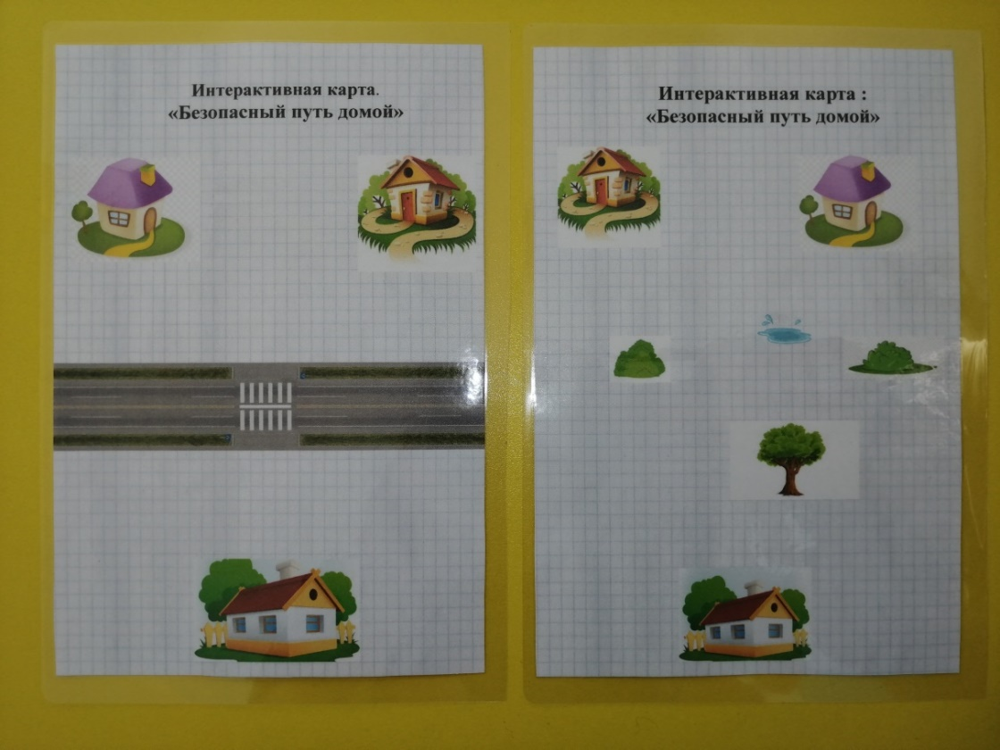 Интерактивная карта.
«Безопасный путь домой»
Интерактивная карта :
«Безопасный путь домой»